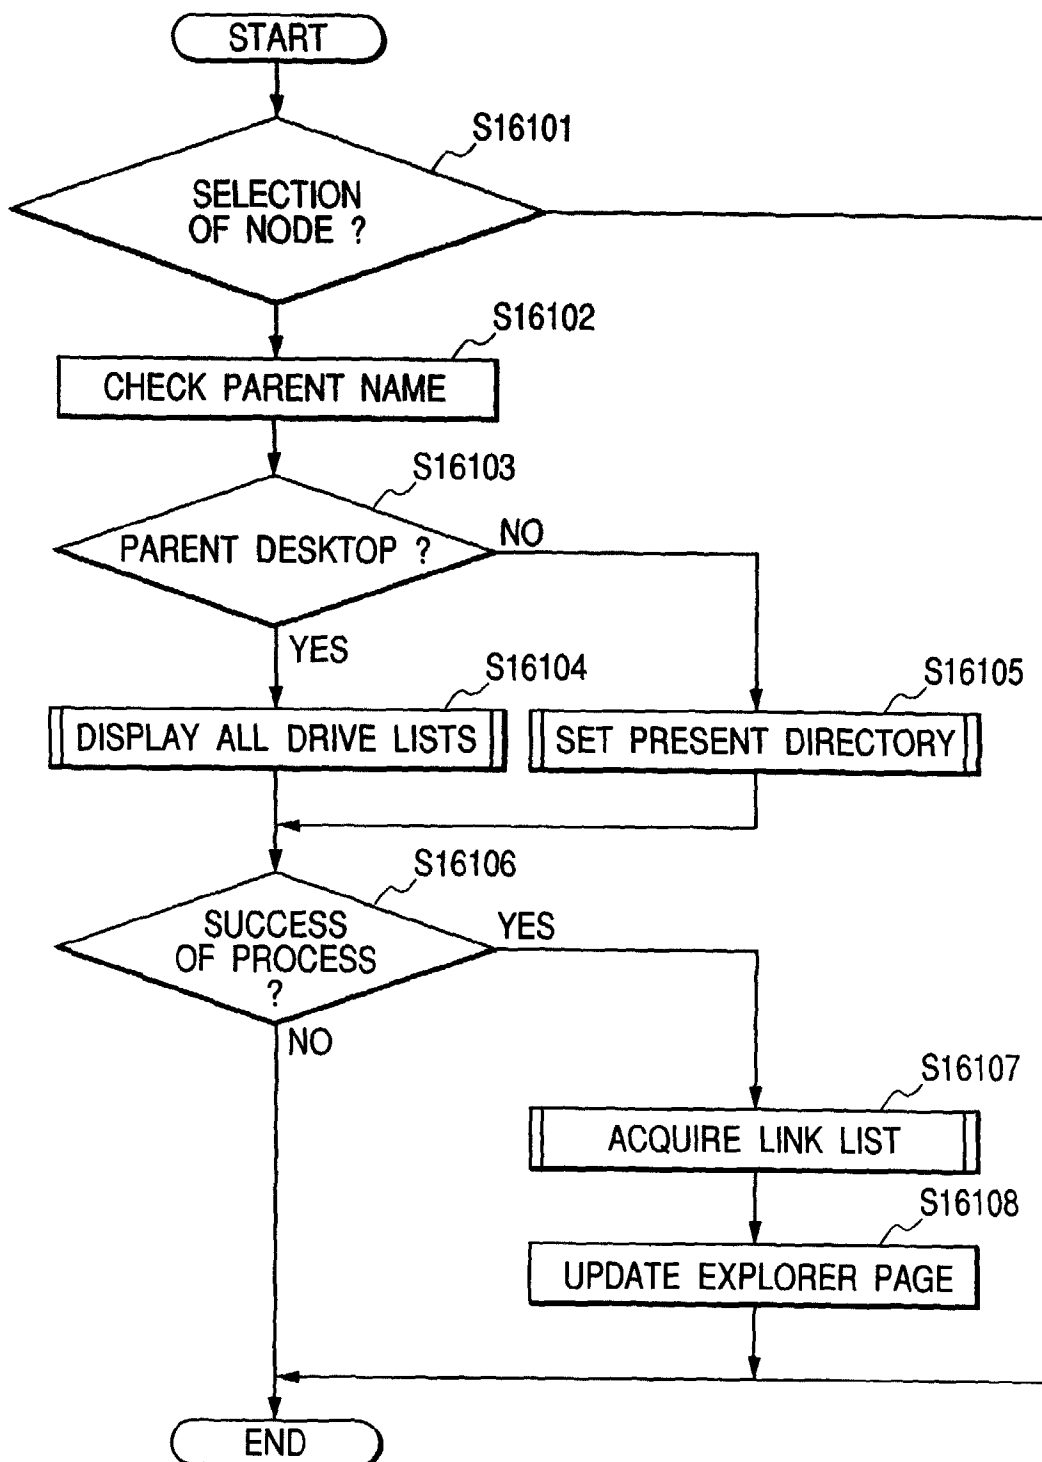 START
S16101
SELECTION
OF NODE ?
S16102
CHECK PARENT NAME
S16103
PARENT DESKTOP ?
NO
YES
S16104
DISPLAY ALL DRIVE LISTS
S16105
SET PRESENT DIRECTORY
S16106
SUCCESS
OF PROCESS
?
YES
NO
S16107
ACQUIRE LINK LIST
S16108
UPDATE EXPLORER PAGE
END